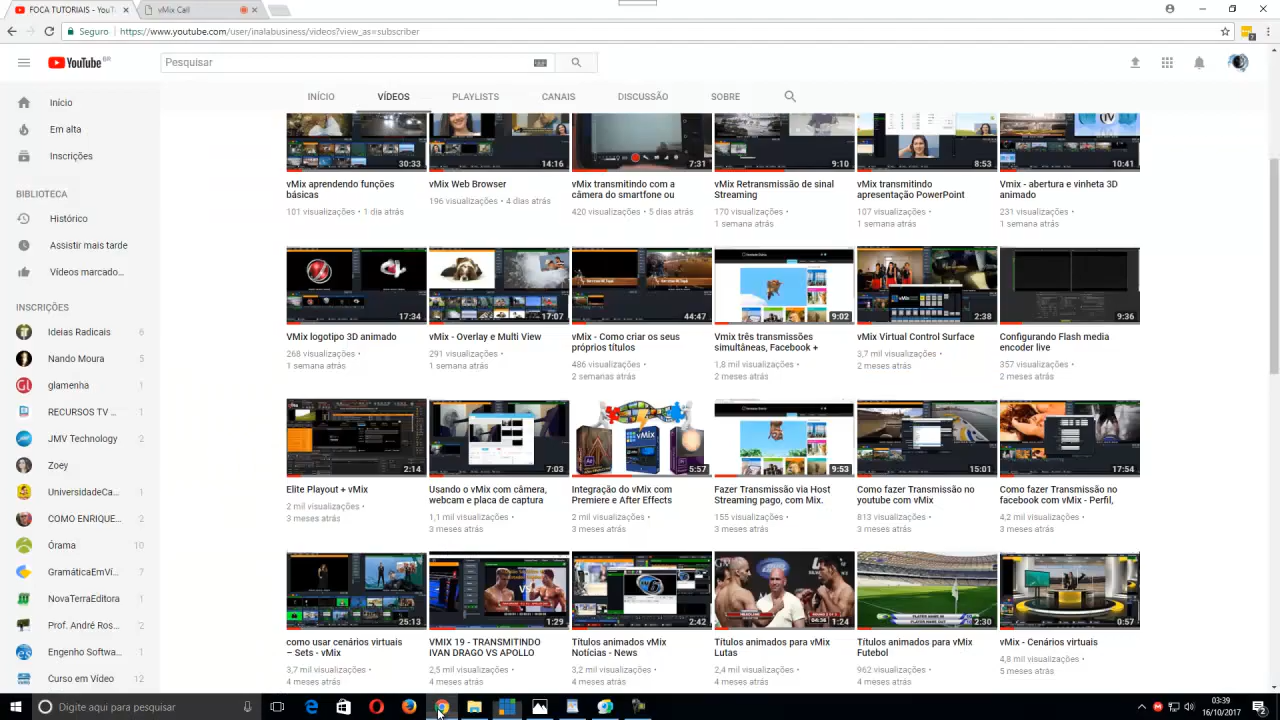 FOCA TUTORIAIS - YouT
vMix Call
Seguro
https://www.youtube.com/user/inalabusiness/videos?view_as=subscriber
YouTube BR
Pesquisar
INÍCIO VÍDEOS PLAYLISTS CANAIS DISCUSSÃO SOBRE
Início
Em alta
Inscrições
BIBLIOTECA
Histórico
Assistir mais tarde
Vídeos marcado...
INSCRIÇÕES
Ideias Radicais 6
Nando Moura 5
glamenha 1
RECURSOS TV ... 1
JMV Technology 2
Zoey
UniversidadeCa... 1
COMO ENRIQUE... 2
Órama 10
GramáticaEmVí... 7
NovaTerraEditora 1
Prof. André Ros... 2
Engenho Softwa... 1
Curso em Vídeo 12
30:33 14:16 7:31 9:10 8:53 10:41
vMix aprendendo funções
básicas
101 visualizações • 1 dia atrás
vMix Web Browser
196 visualizações • 4 dias atrás
vMix transmitindo com a
câmera do smartfone ou
420 visualizações • 5 dias atrás
vMix Retransmissão de sinal
Streaming
170 visualizações •
1 semana atrás
vMix transmitindo
apresentação PowerPoint
107 visualizações •
1 semana atrás
Vmix - abertura e vinheta 3D
animado
231 visualizações •
1 semana atrás
17:34 17:07 44:47 9:02 2:38 9:36
VMix logotipo 3D animado
268 visualizações •
1 semana atrás
vMix - Overlay e Multi View
291 visualizações •
1 semana atrás
vMix - Como criar os seus
próprios títulos
486 visualizações •
2 semanas atrás
Vmix três transmissões
simultâneas, Facebook +
1,8 mil visualizações •
2 meses atrás
vMix Virtual Control Surface
3,7 mil visualizações •
2 meses atrás
Configurando Flash media
encoder live
357 visualizações •
2 meses atrás
2:14 7:03 5:57 9:53 15:01 17:54
vMix
Elite Playout + vMix
2 mil visualizações •
3 meses atrás
Usando o vMix com câmera,
webcam e placa de captura
1,1 mil visualizações •
3 meses atrás
Integração do vMix com
Premiere e After Effects
2 mil visualizações •
3 meses atrás
Fazer Transmissão via Host
Streaming pago, com Mix.
155 visualizações •
3 meses atrás
Como fazer Transmissão no
youtube com vMix
813 visualizações •
3 meses atrás
Como fazer Transmissão no
facebook com vMix - Perfil,
4,2 mil visualizações •
3 meses atrás
25:13 1:29 2:42 1:24 2:30 0:57
VS
PLAYER NAME OUT
como usar cenários virtuais
– Sets - vMix
3,7 mil visualizações •
4 meses atrás
VMIX 19 - TRANSMITINDO
IVAN DRAGO VS APOLLO
2,5 mil visualizações •
4 meses atrás
Títulos animados vMix
Notícias - News
3,2 mil visualizações •
4 meses atrás
Títulos animados para vMix
Lutas
2,4 mil visualizações •
4 meses atrás
Títulos animados para vMix
Futebol
962 visualizações •
4 meses atrás
vMix - Cenários virtuais
4,8 mil visualizações •
5 meses atrás
Digite aqui para pesquisar
03:39
16/10/2017
2